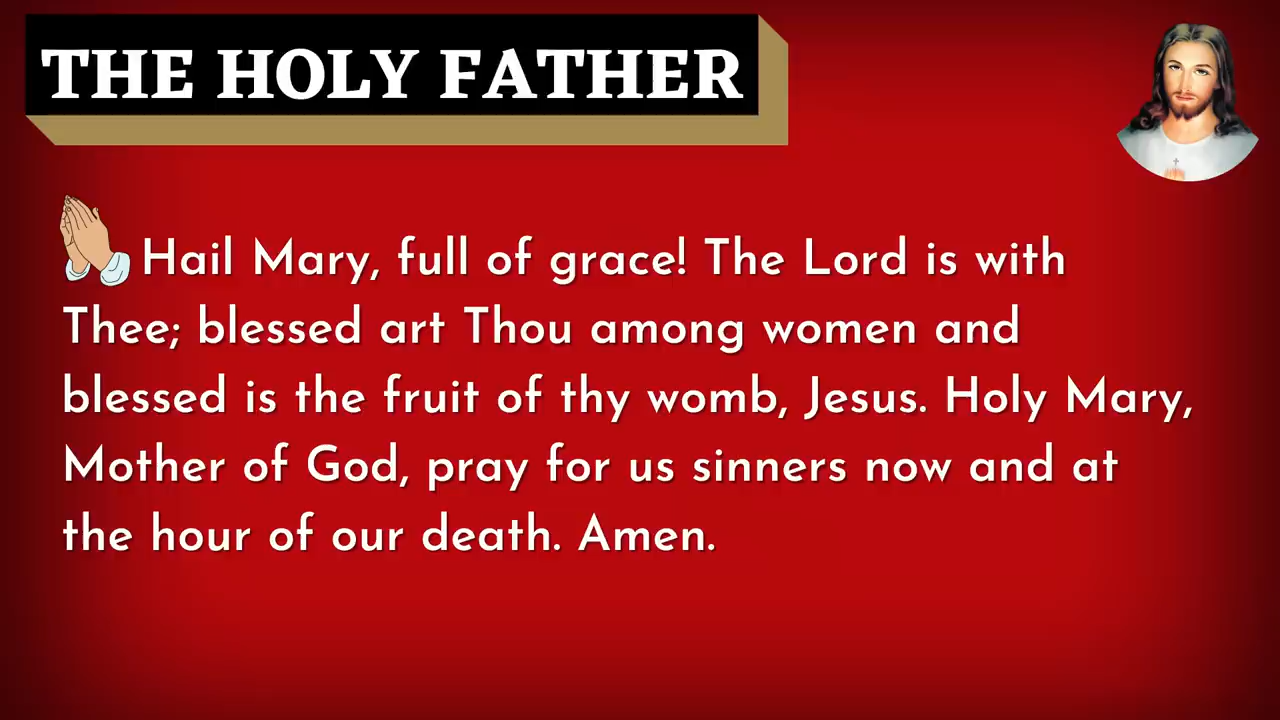 THE HOLY FATHER
Hail Mary, full of grace! The Lord is with
Thee; blessed art Thou among women and
blessed is the fruit of thy womb, Jesus. Holy Mary,
Mother of God, pray for us sinners now and at
the hour of our death. Amen.